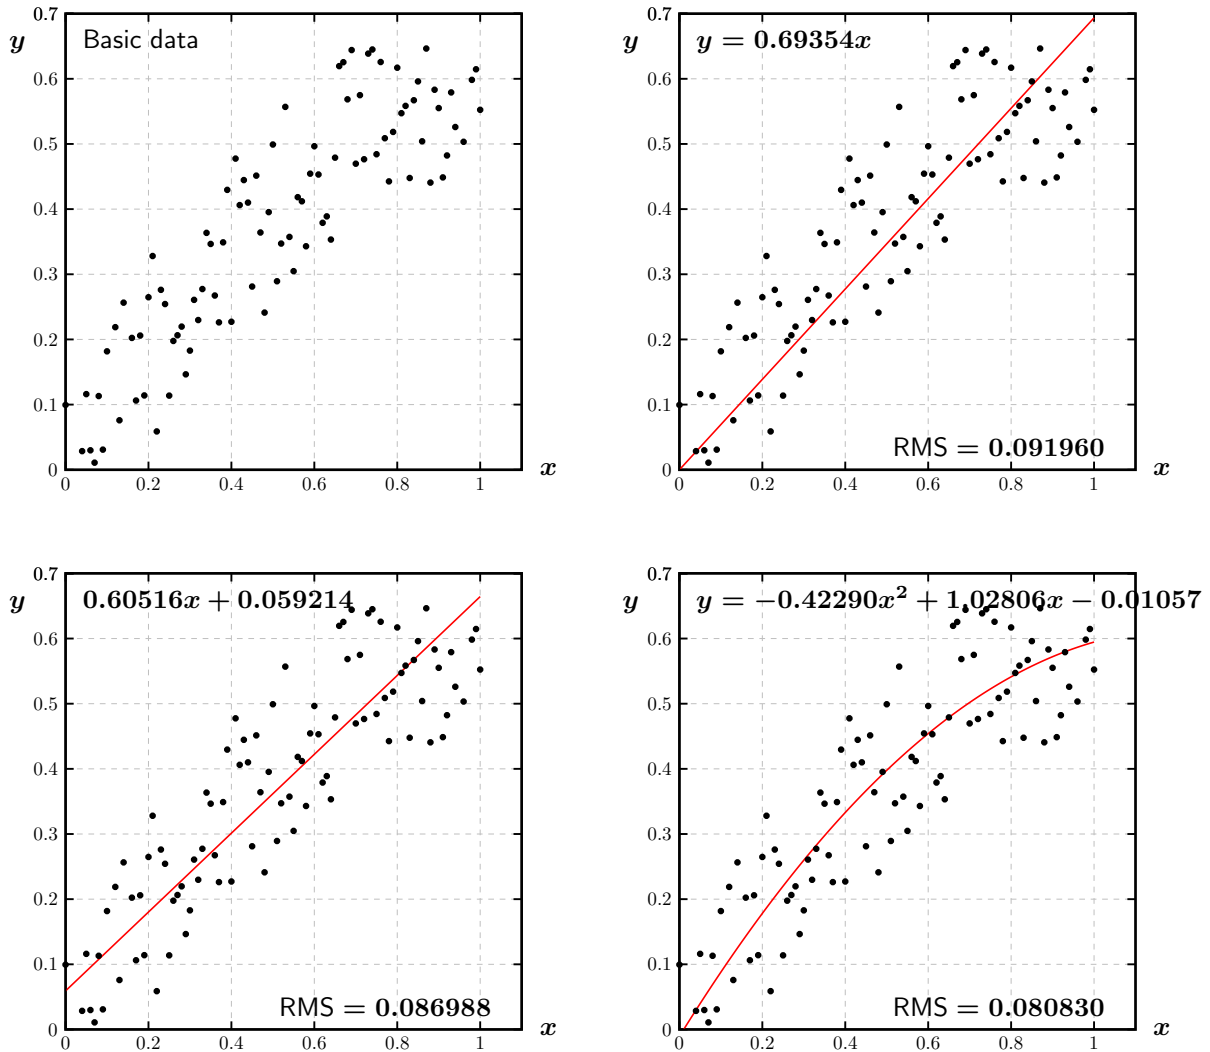 Basic data
y
0.7
0.6
0.5
0.4
0.3
0.2
0.1
0
0 0.2 0.4 0.6 0.8 1
x
y = 0.69354x
y
0.7
0.6
0.5
0.4
0.3
0.2
0.1
0
RMS = 0.091960
0 0.2 0.4 0.6 0.8 1
x
0.60516x + 0.059214
y
0.7
0.6
0.5
0.4
0.3
0.2
0.1
0
RMS = 0.086988
0 0.2 0.4 0.6 0.8 1
x
y = −0.42290x² + 1.02806x − 0.01057
y
0.7
0.6
0.5
0.4
0.3
0.2
0.1
0
RMS = 0.080830
0 0.2 0.4 0.6 0.8 1
x